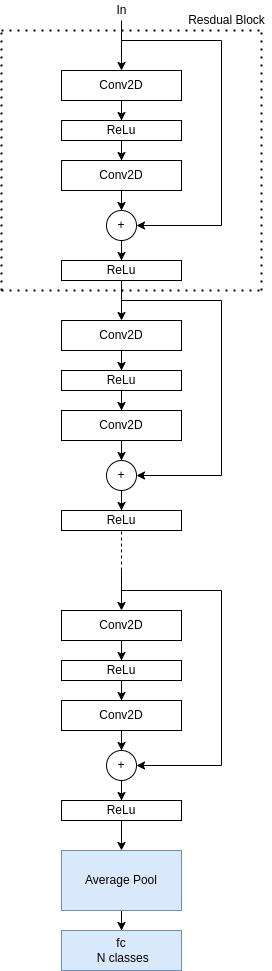 In
Resdual Block
Conv2D
ReLu
Conv2D
+
ReLu
Conv2D
ReLu
Conv2D
+
ReLu
Conv2D
ReLu
Conv2D
+
ReLu
Average Pool
fc
N classes